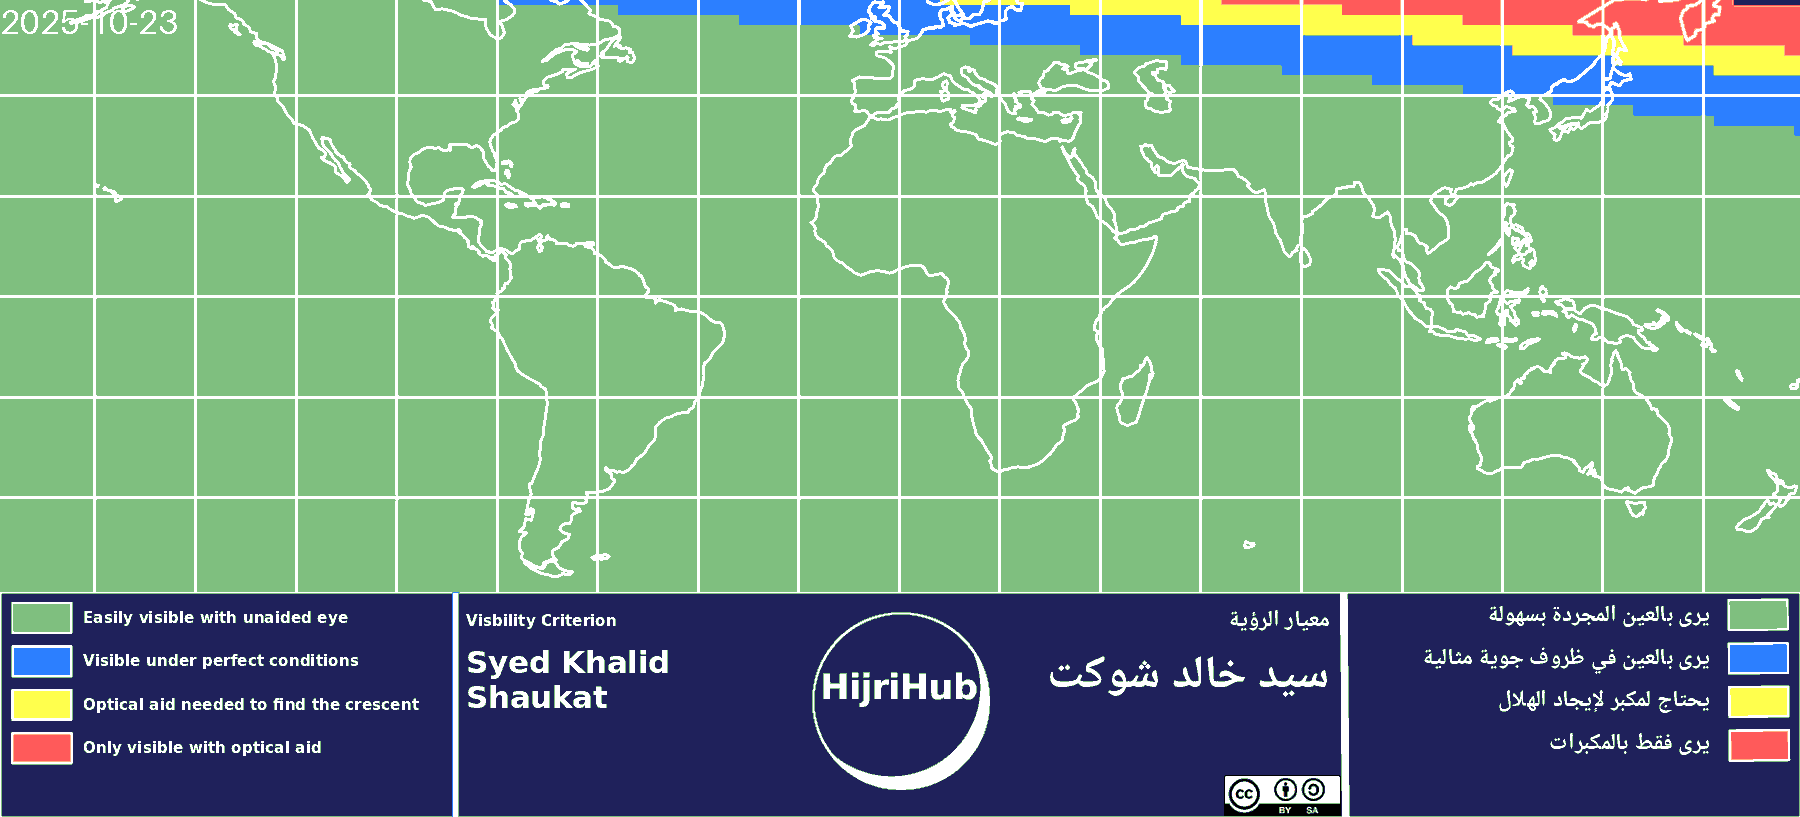 2025-10-23
Easily visible with unaided eye
Visible under perfect conditions
Optical aid needed to find the crescent
Only visible with optical aid
Visbility Criterion
Syed Khalid
Shaukat
HijriHub
معيار الرؤية
سيد خالد شوكت
cc
BY SA
يرى بالعين المجردة بسهولة
يرى بالعين في ظروف جوية مثالية
يحتاج لمكبر لإيجاد الهلال
يرى فقط بالمكبرات